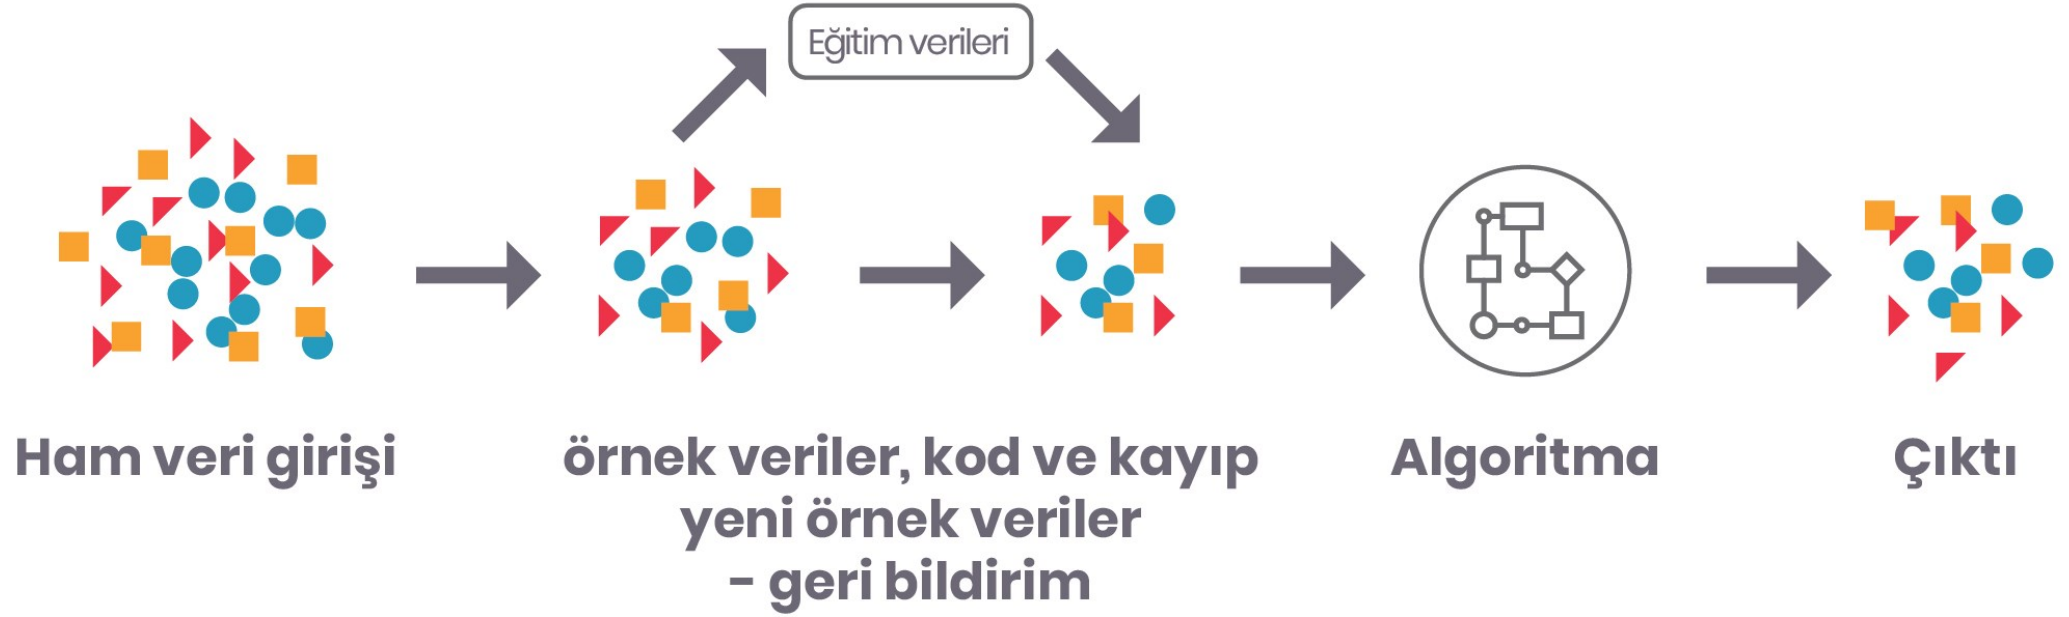 Eğitim verileri
Ham veri girişi
örnek veriler, kod ve kayıp
yeni örnek veriler
- geri bildirim
Algoritma
Çıktı